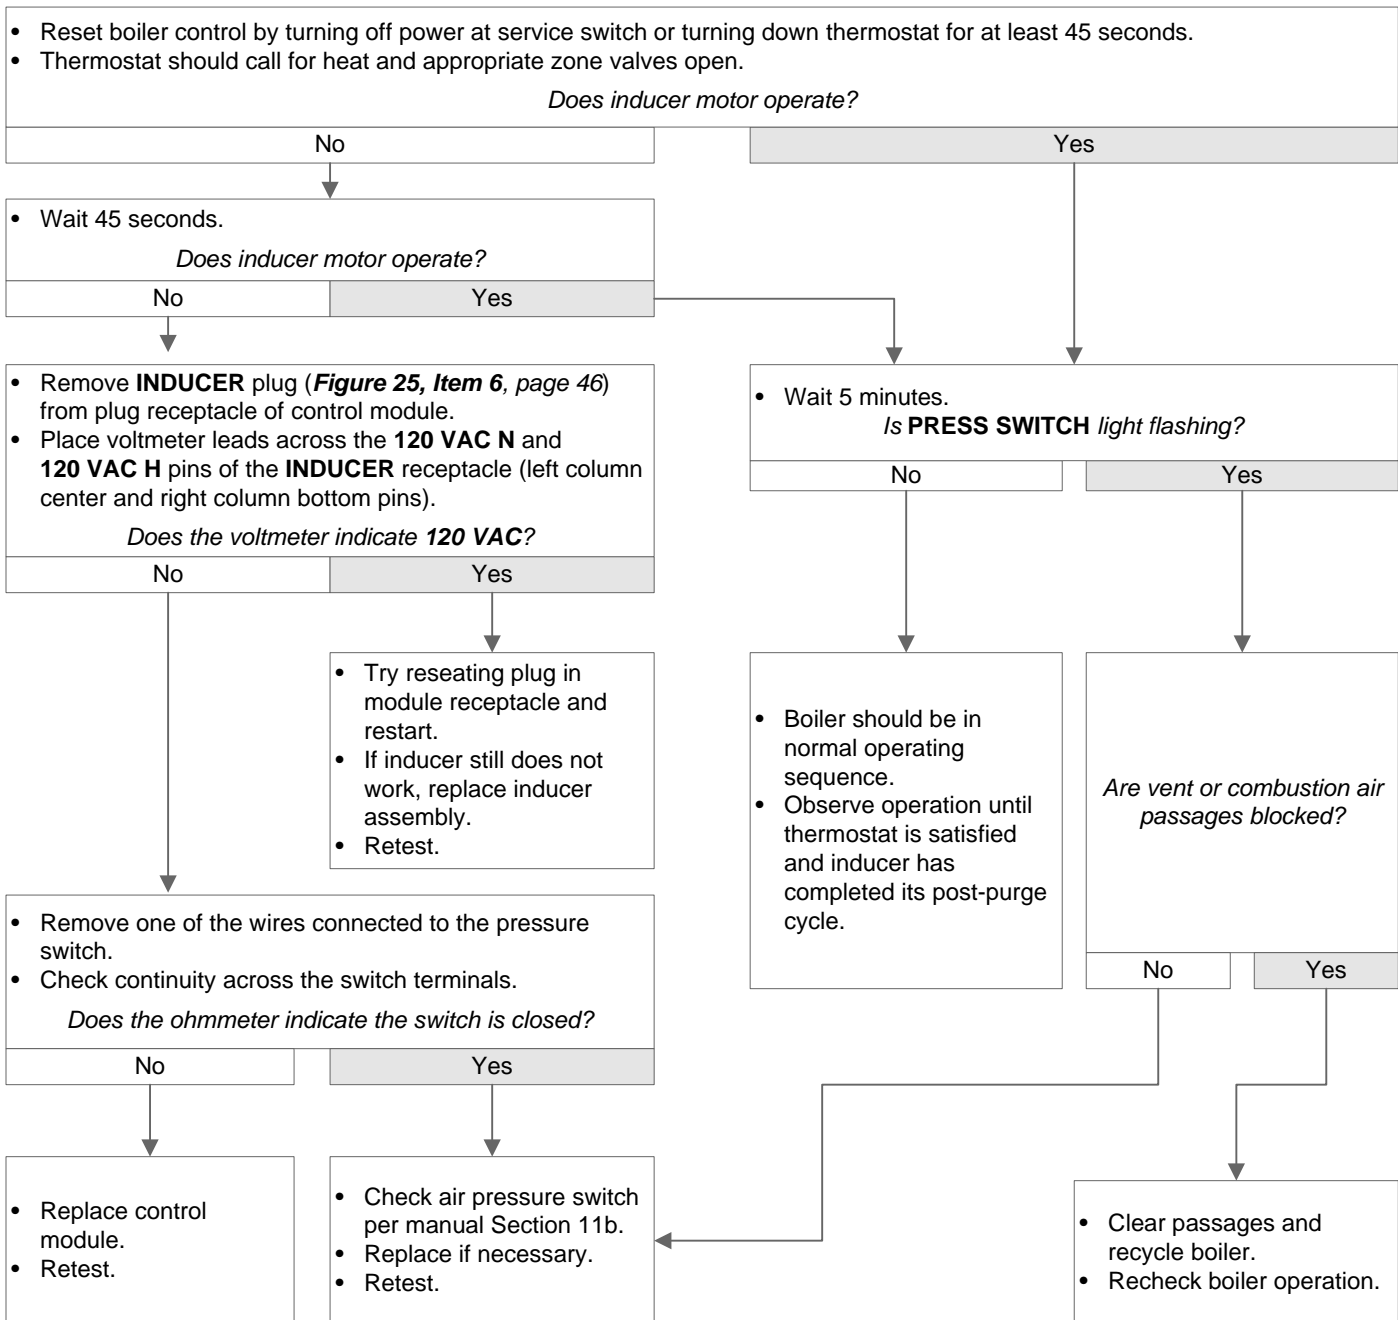 • Reset boiler control by turning off power at service switch or turning down thermostat for at least 45 seconds.
• Thermostat should call for heat and appropriate zone valves open.
Does inducer motor operate?
No
Yes
• Wait 45 seconds.
Does inducer motor operate?
No
Yes
• Remove INDUCER plug (Figure 25, Item 6, page 46)
from plug receptacle of control module.
• Place voltmeter leads across the 120 VAC N and
120 VAC H pins of the INDUCER receptacle (left column
center and right column bottom pins).
Does the voltmeter indicate 120 VAC?
No
Yes
• Wait 5 minutes.
Is PRESS SWITCH light flashing?
No
Yes
• Try reseating plug in
module receptacle and
restart.
• If inducer still does not
work, replace inducer
assembly.
• Retest.
• Boiler should be in
normal operating
sequence.
• Observe operation until
thermostat is satisfied
and inducer has
completed its post-purge
cycle.
Are vent or combustion air
passages blocked?
No
Yes
• Remove one of the wires connected to the pressure
switch.
• Check continuity across the switch terminals.
Does the ohmmeter indicate the switch is closed?
No
Yes
• Replace control
module.
• Retest.
• Check air pressure switch
per manual Section 11b.
• Replace if necessary.
• Retest.
• Clear passages and
recycle boiler.
• Recheck boiler operation.